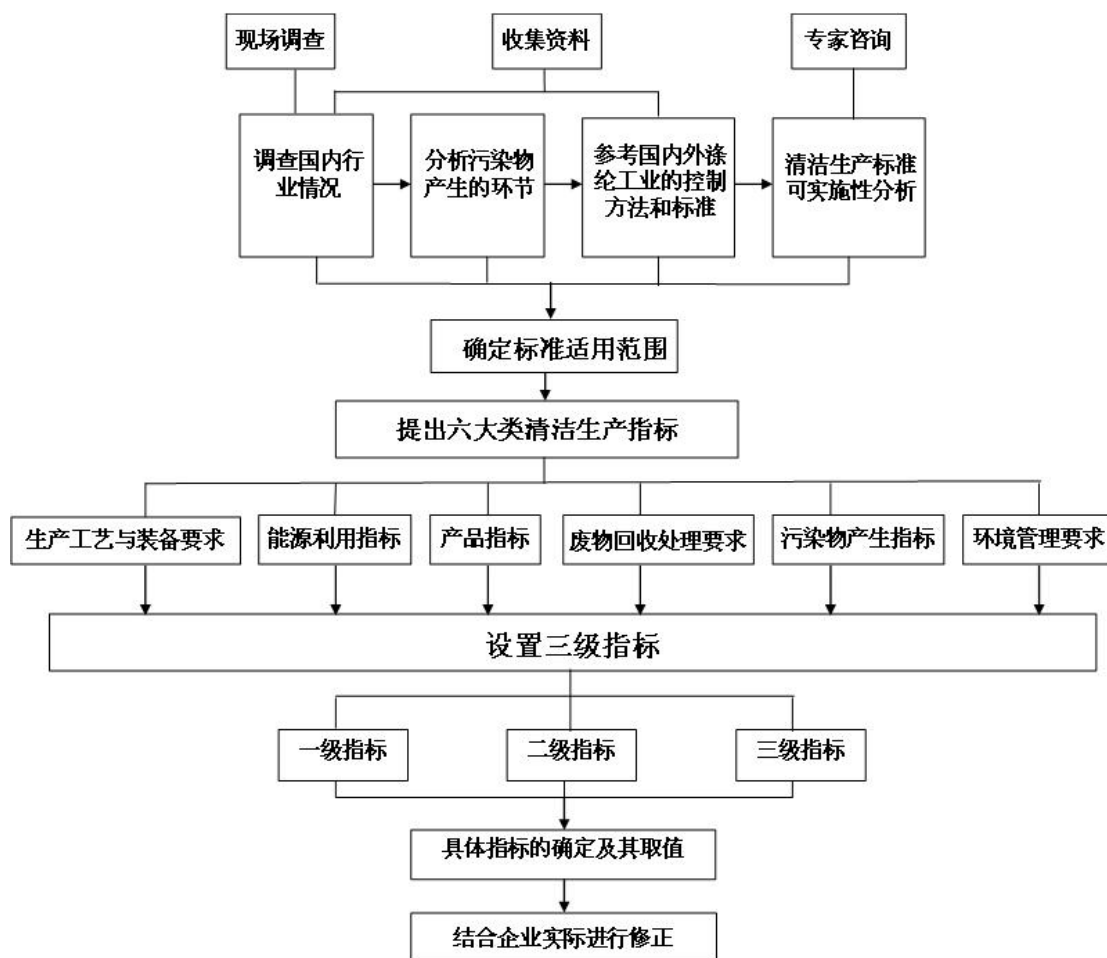 现场调查
收集资料
专家咨询
调查国内行
业情况
分析污染物
产生的环节
参考国内外涤
纶工业的控制
方法和标准
清洁生产标准
可实施性分析
确定标准适用范围
提出六大类清洁生产指标
生产工艺与装备要求
能源利用指标
产品指标
废物回收处理要求
污染物产生指标
环境管理要求
设置三级指标
一级指标
二级指标
三级指标
具体指标的确定及其取值
结合企业实际进行修正